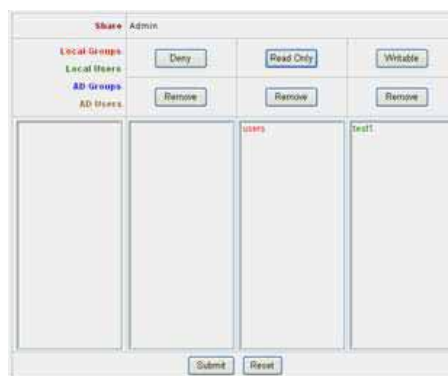 Share Admin
Local Groups
Local Users
Deny Read Only Writable
AD Groups
AD Users
Remove Remove Remove
users test1
Submit Reset